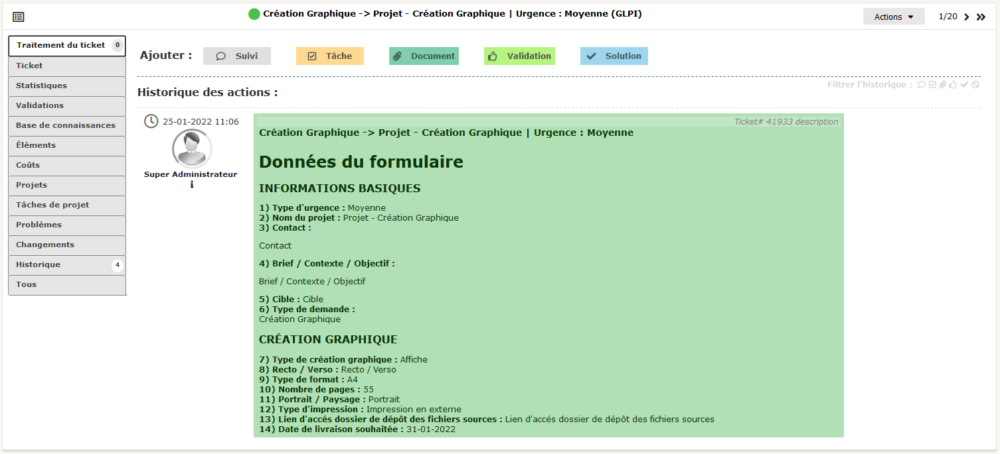 Création Graphique -> Projet - Création Graphique | Urgence : Moyenne (GLPI)
Actions
1/20
Traitement du ticket 0
Ticket
Statistiques
Validations
Base de connaissances
Éléments
Coûts
Projets
Tâches de projet
Problèmes
Changements
Historique 4
Tous
Ajouter : Suivi Tâche Document Validation Solution
Filtrer l'historique :
Historique des actions :
25-01-2022 11:06
Super Administrateur
Ticket# 41933 description
Création Graphique -> Projet - Création Graphique | Urgence : Moyenne
Données du formulaire
INFORMATIONS BASIQUES
1) Type d'urgence : Moyenne
2) Nom du projet : Projet - Création Graphique
3) Contact :
Contact
4) Brief / Contexte / Objectif :
Brief / Contexte / Objectif
5) Cible : Cible
6) Type de demande :
Création Graphique
CRÉATION GRAPHIQUE
7) Type de création graphique : Affiche
8) Recto / Verso : Recto / Verso
9) Type de format : A4
10) Nombre de pages : 55
11) Portrait / Paysage : Portrait
12) Type d'impression : Impression en externe
13) Lien d'accés dossier de dépôt des fichiers sources : Lien d'accés dossier de dépôt des fichiers sources
14) Date de livraison souhaitée : 31-01-2022